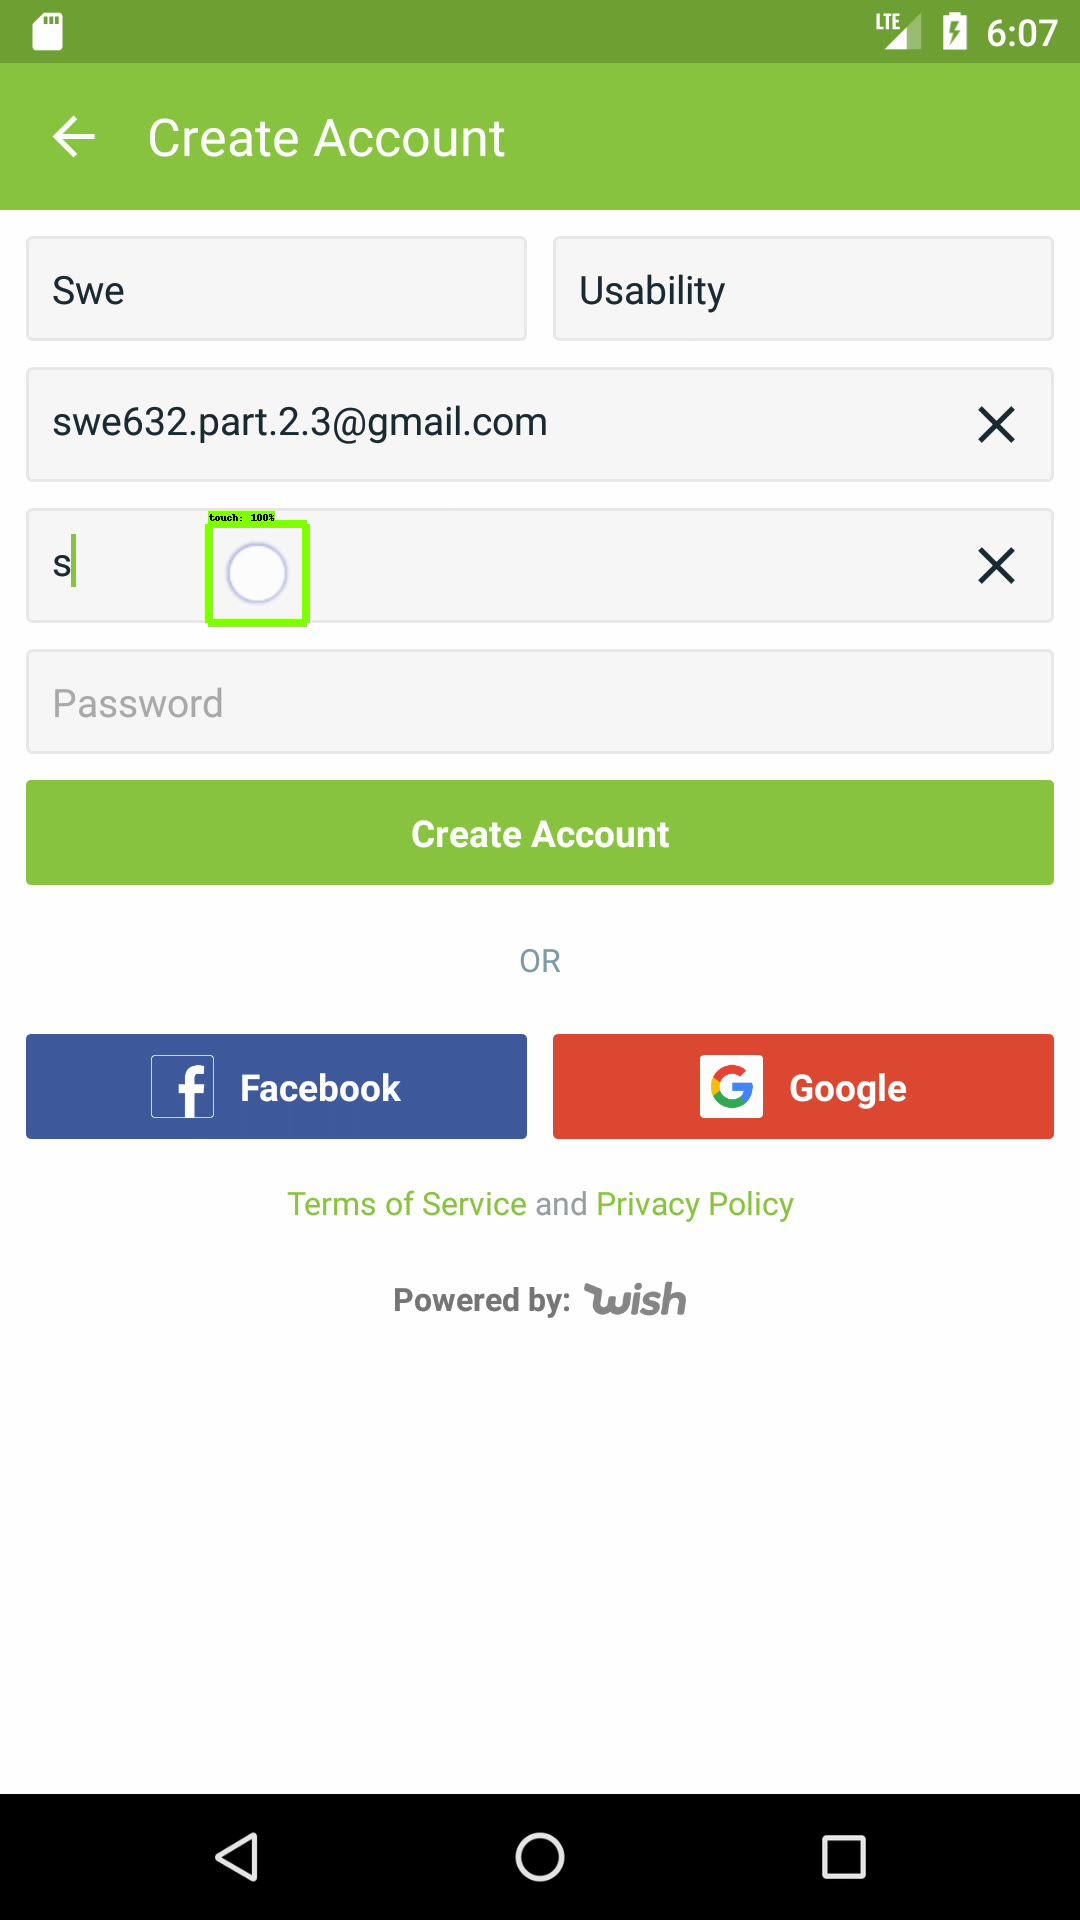 LTE 6:07
Create Account
Swe Usability
swe632.part.2.3@gmail.com
touch: 100%
s
Password
Create Account
OR
Facebook Google
Terms of Service and Privacy Policy
Powered by: wish